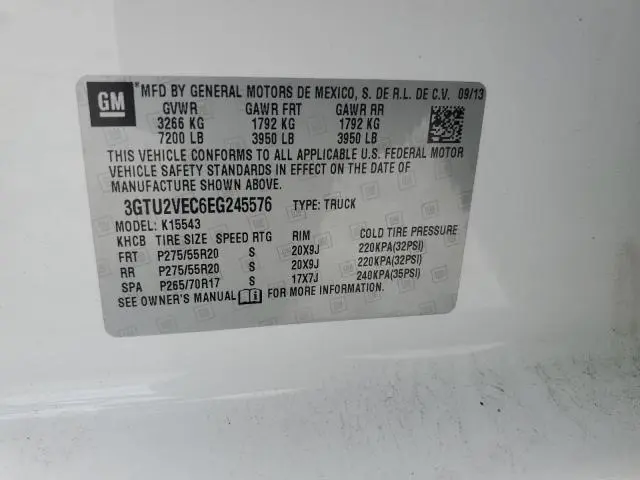 GM
*MFD BY GENERAL MOTORS DE MEXICO, S. DE R.L. DE C.V. 09/13
GVWR GAWR FRT GAWR RR
3266 KG 1792 KG 1792 KG
7200 LB 3950 LB 3950 LB
THIS VEHICLE CONFORMS TO ALL APPLICABLE U.S. FEDERAL MOTOR
VEHICLE SAFETY STANDARDS IN EFFECT ON THE DATE OF
MANUFACTURE SHOWN ABOVE.
3GTU2VEC6EG245576 TYPE: TRUCK
MODEL: K15543
KHCB TIRE SIZE SPEED RTG RIM COLD TIRE PRESSURE
FRT P275/55R20 S 20X9J 220KPA(32PSI)
RR P275/55R20 S 20X9J 220KPA(32PSI)
SPA P265/70R17 S 17X7J 240KPA(35PSI)
SEE OWNER'S MANUAL FOR MORE INFORMATION.